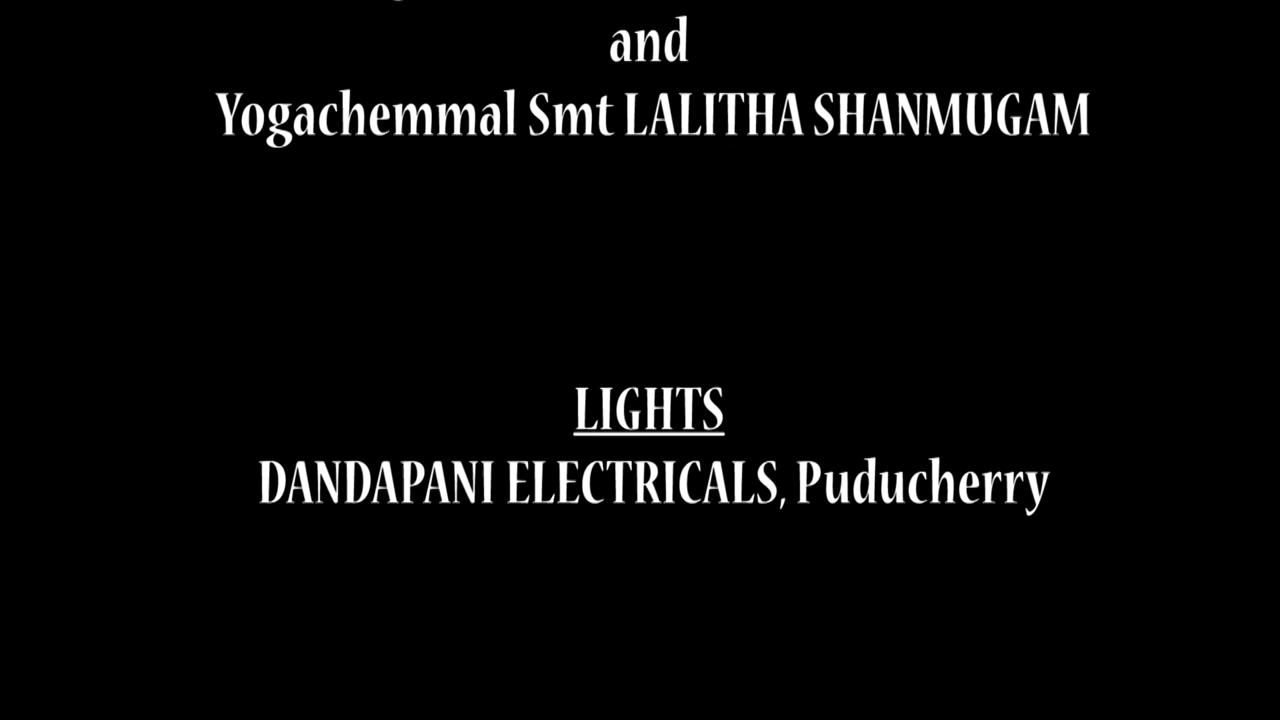 and
Yogachemmal Smt LALITHA SHANMUGAM
LIGHTS
DANDAPANI ELECTRICALS, Puducherry